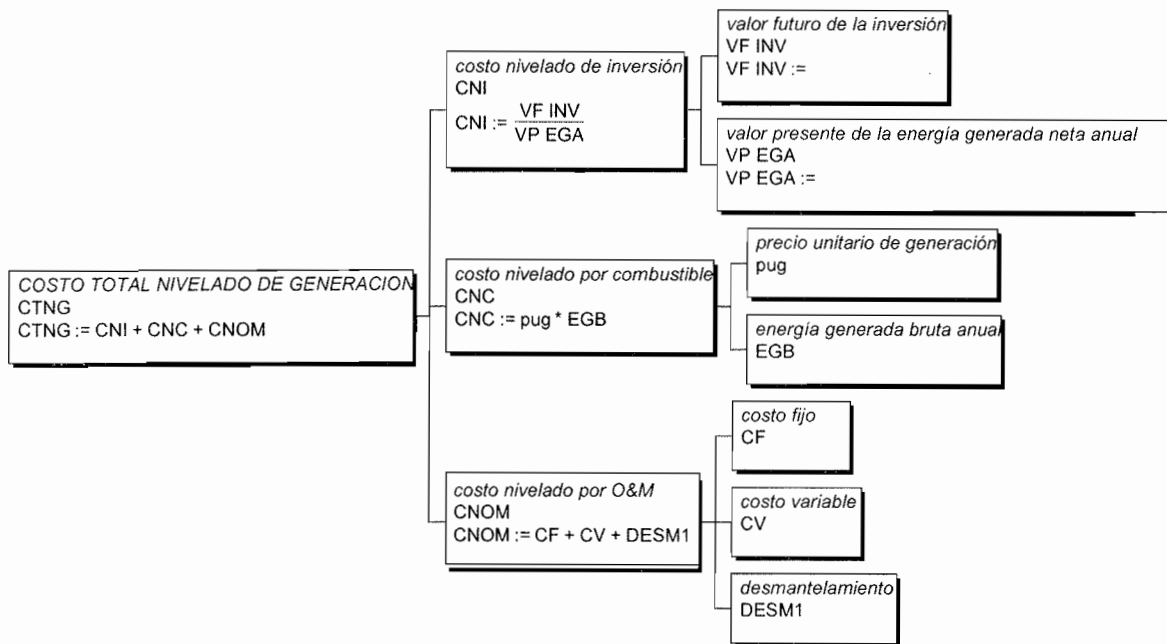 valor futuro de la inversión
VF INV
VF INV :=
costo nivelado de inversión
CNI
CNI := VF INV
VP EGA
valor presente de la energía generada neta anual
VP EGA
VP EGA :=
precio unitario de generación
pug
COSTO TOTAL NIVELADO DE GENERACION
CTNG
CTNG := CNI + CNC + CNOM
costo nivelado por combustible
CNC
CNC := pug * EGB
energía generada bruta anual
EGB
costo fijo
CF
costo nivelado por O&M
CNOM
CNOM := CF + CV + DESM1
costo variable
CV
desmantelamiento
DESM1